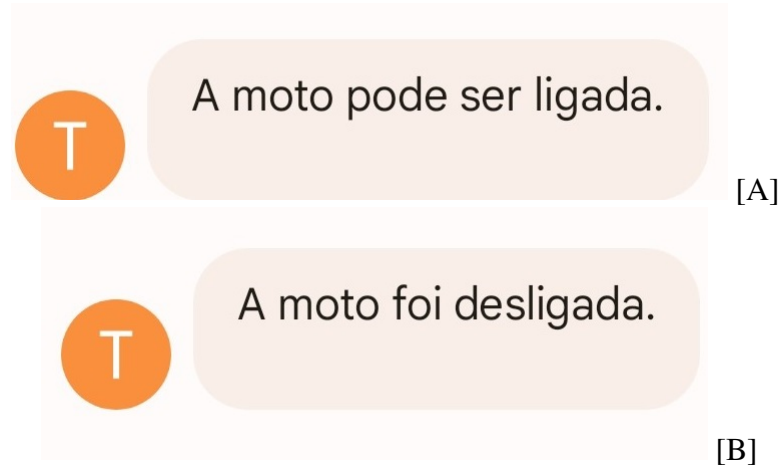 A moto pode ser ligada.
T
[A]
A moto foi desligada.
T
[B]